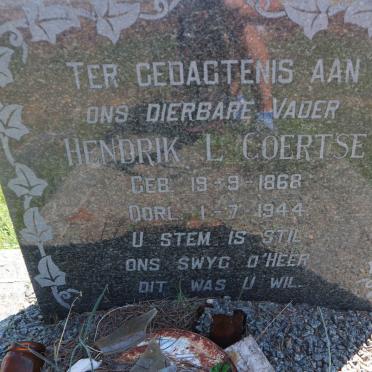 TER GEDAGTENIS AAN
ONS DIERBARE VADER
HENDRIK L COERTSE
GEB. 19-9-1868
OORL. 1-7-1944
U STEM IS STIL
ONS SWYG O'HEER
DIT WAS U WIL.